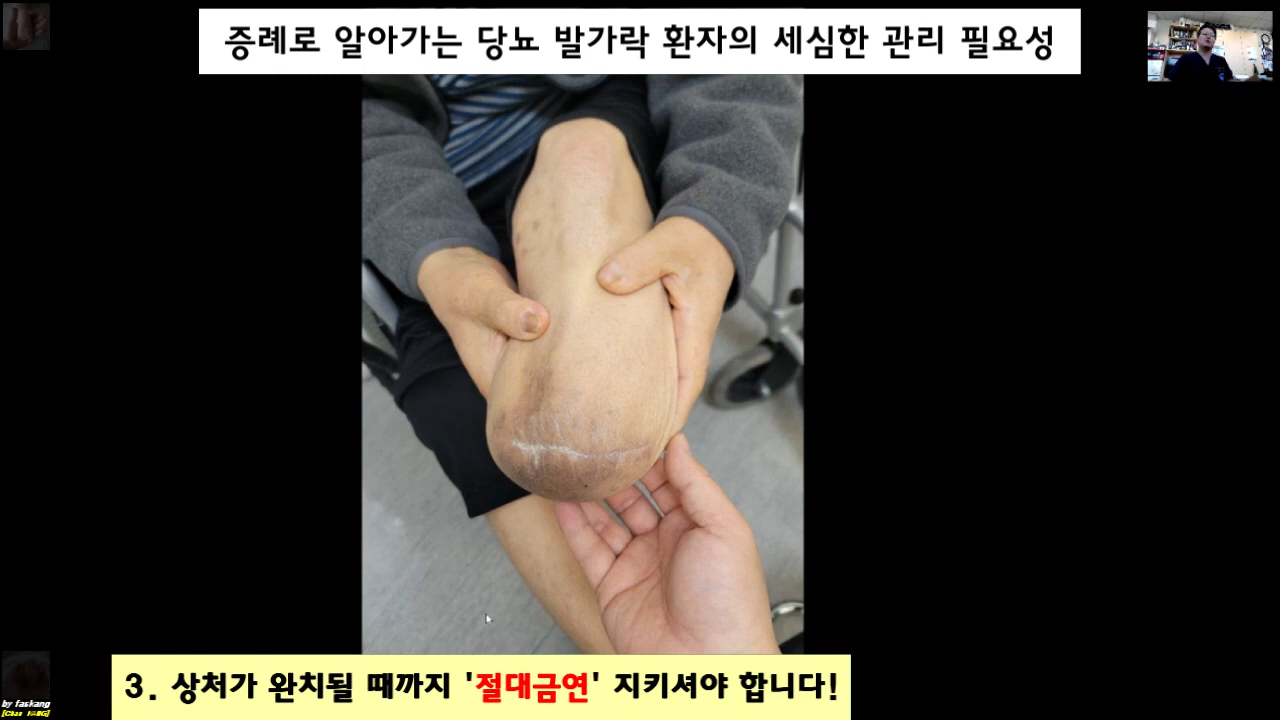 증례로 알아가는 당뇨 발가락 환자의 세심한 관리 필요성
3. 상처가 완치될 때까지 '절대금연' 지키셔야 합니다!
by faskang